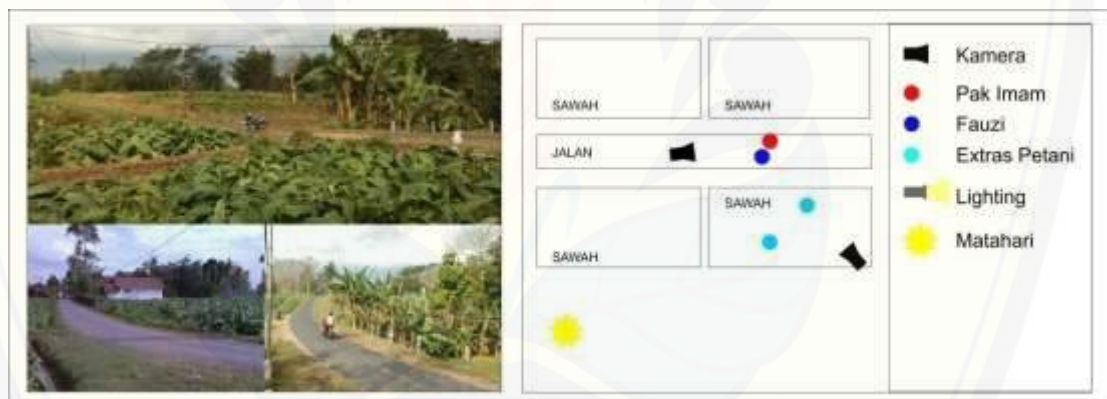 SAWAH
SAWAH
JALAN
SAWAH
SAWAH
Kamera
Pak Imam
Fauzi
Extras Petani
Lighting
Matahari